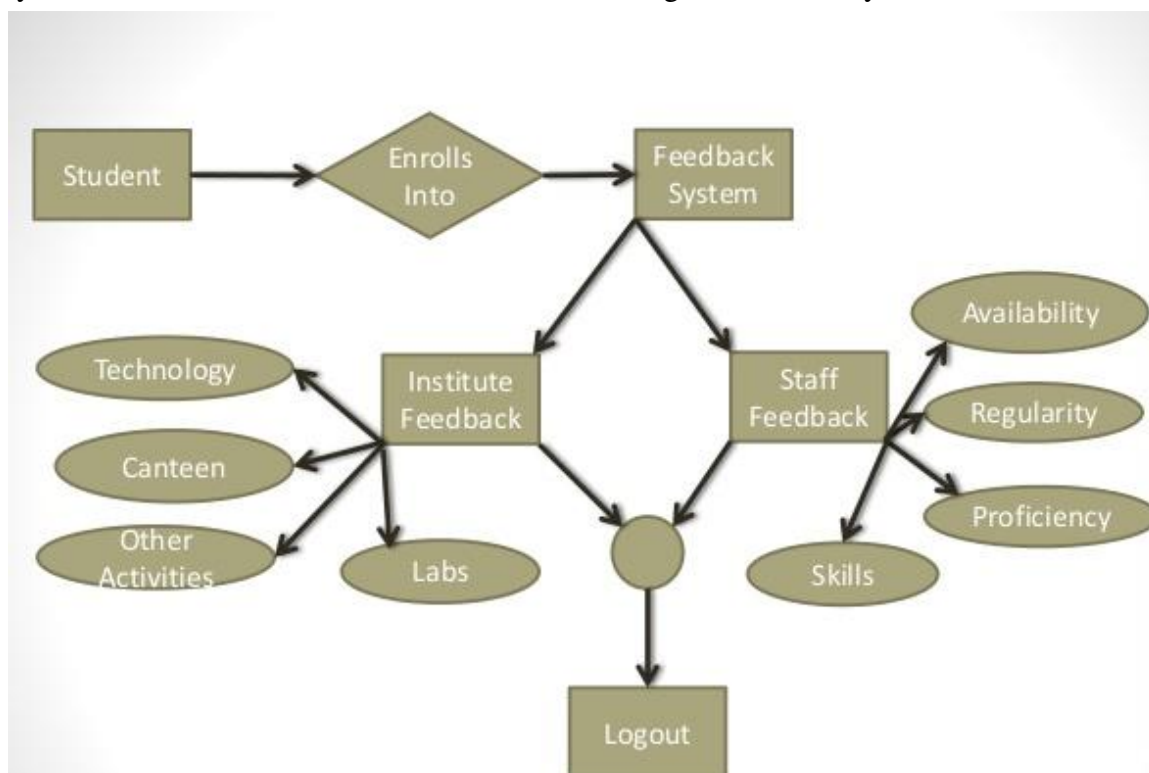 Student
Enrolls
Into
Feedback
System
Availability
Technology
Institute
Feedback
Staff
Feedback
Regularity
Canteen
Proficiency
Other
Activities
Labs
Skills
Logout